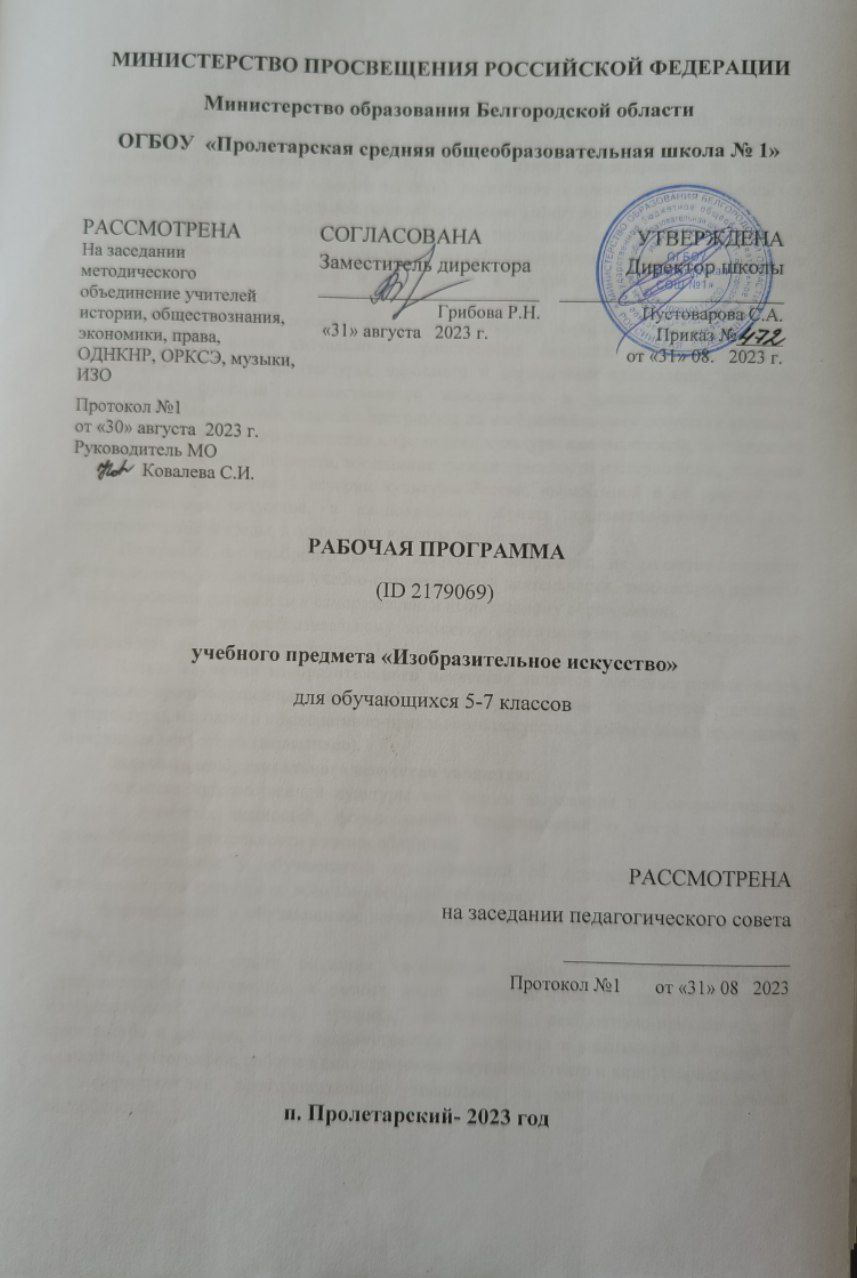 МИНИСТЕРСТВО ПРОСВЕЩЕНИЯ РОССИЙСКОЙ ФЕДЕРАЦИИ
Министерство образования Белгородской области
ОГБОУ «Пролетарская средняя общеобразовательная школа № 1»
РАССМОТРЕНА
На заседании
методического
объединение учителей
истории, обществознания,
экономики, права,
ОДНКНР, ОРКСЭ, музыки,
ИЗО
Протокол №1
от «30» августа 2023 г.
Руководитель МО
Ковалева С.И.
СОГЛАСОВАНА
Заместитель директора
Грибова Р.Н.
«31» августа 2023 г.
УТВЕРЖДЕНА
Директор школы
Пустоварова С.А.
Приказ № 472
от «31» 08. 2023 г.
РАБОЧАЯ ПРОГРАММА
(ID 2179069)
учебного предмета «Изобразительное искусство»
для обучающихся 5-7 классов
РАССМОТРЕНА
на заседании педагогического совета
Протокол №1 от «31» 08 2023
п. Пролетарский- 2023 год